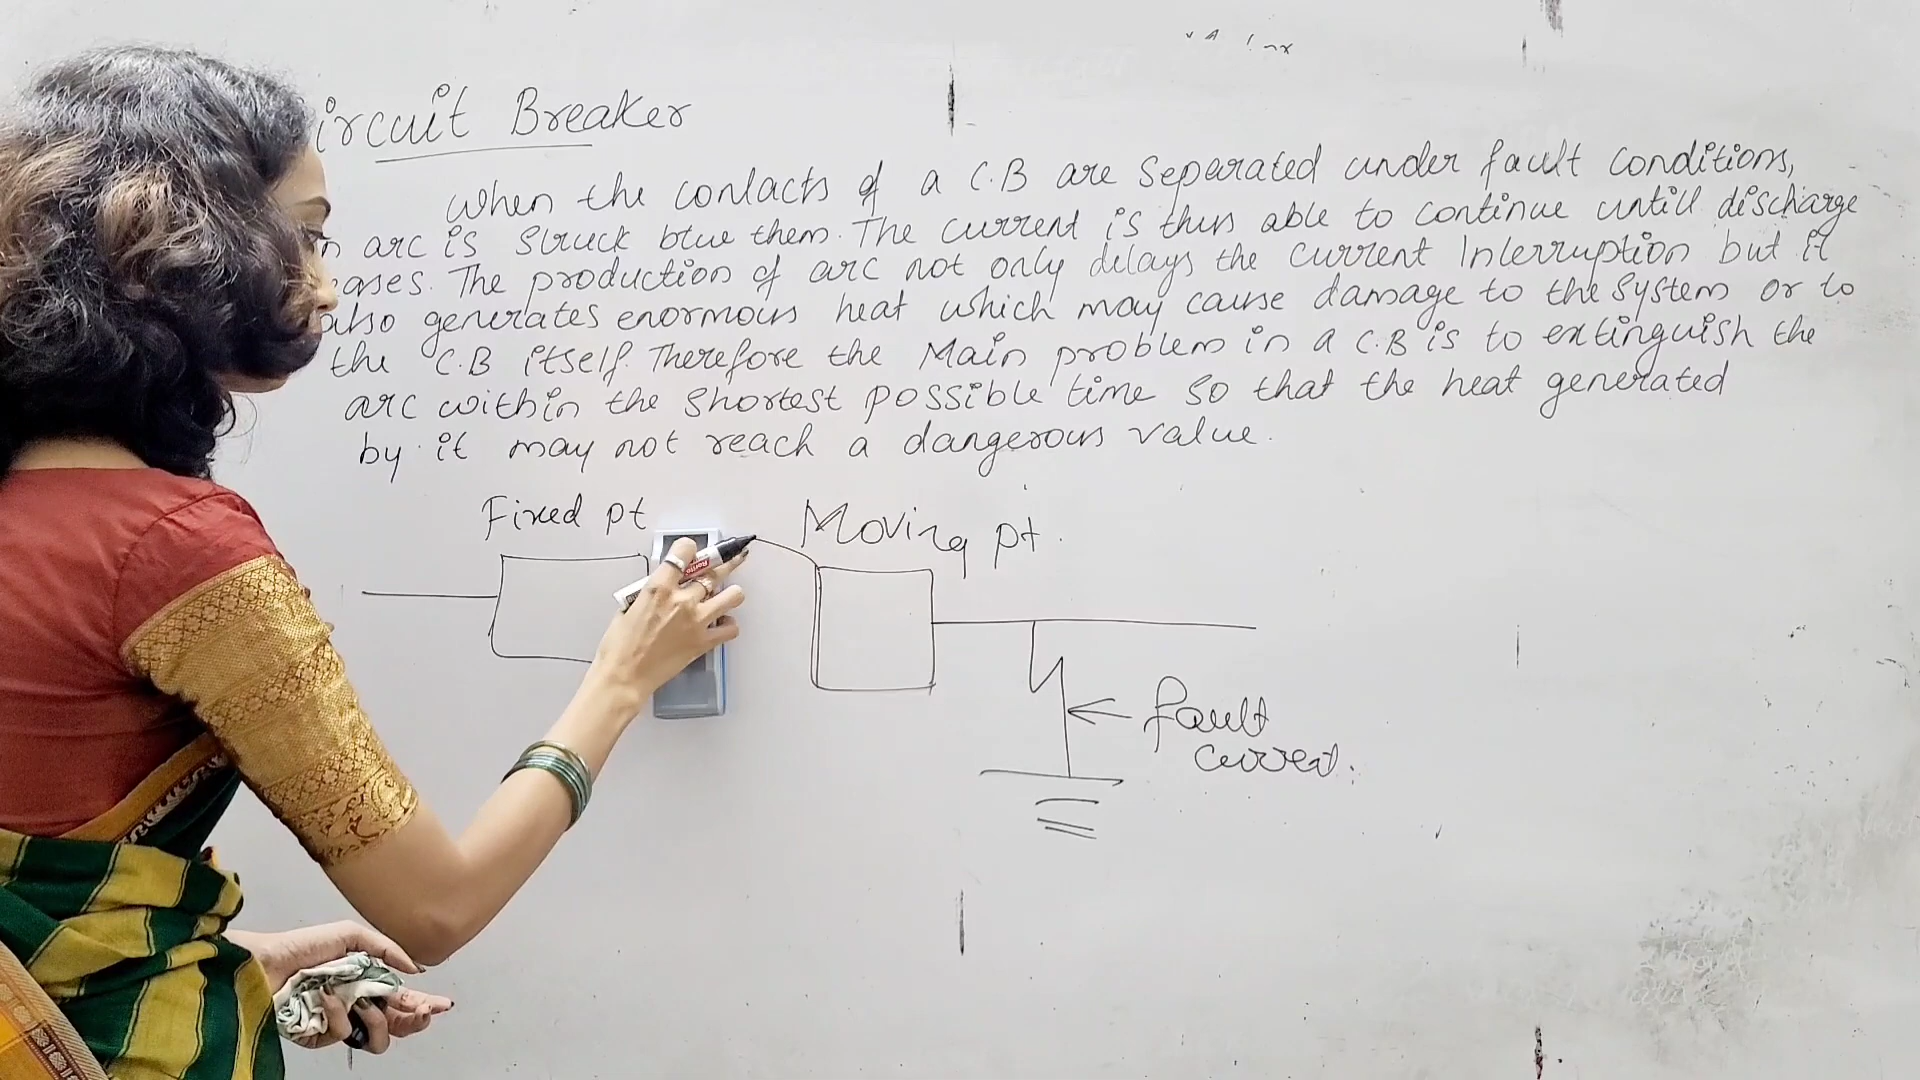 ircuit Breaker
When the contacts of a C.B are separated under fault conditions,
n arc is struck btw them. The current is thus able to continue untill discharge
eases. The production of arc not only delays the current Interruption but it
also generates enormous heat which may cause damage to the system or to
the C.B itself. Therefore the Main problem in a C.B is to extinguish the
arc within the shortest possible time so that the heat generated
by it may not reach a dangerous value.
Fixed pt
Moving pt.
fault
current.